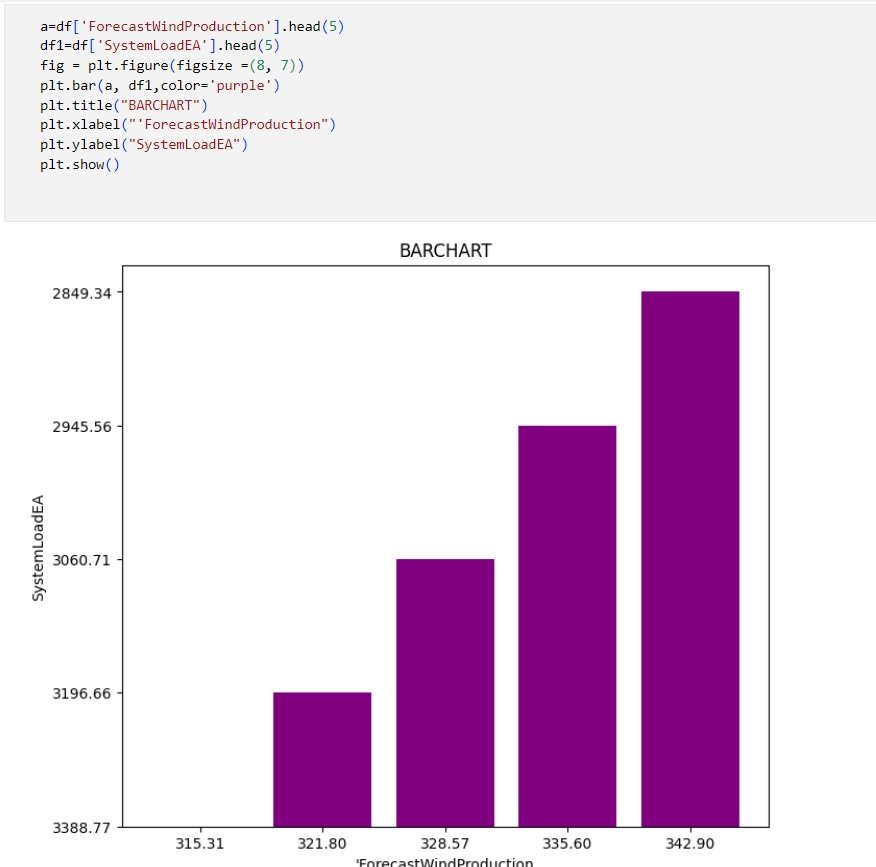 a=df['ForecastWindProduction'].head(5)
df1=df['SystemLoadEA'].head(5)
fig = plt.figure(figsize =(8, 7))
plt.bar(a, df1,color='purple')
plt.title("BARCHART")
plt.xlabel("'ForecastWindProduction")
plt.ylabel("SystemLoadEA")
plt.show()
BARCHART
2849.34
2945.56
3060.71
3196.66
3388.77
SystemLoadEA
315.31 321.80 328.57 335.60 342.90
'ForecastWindProduction